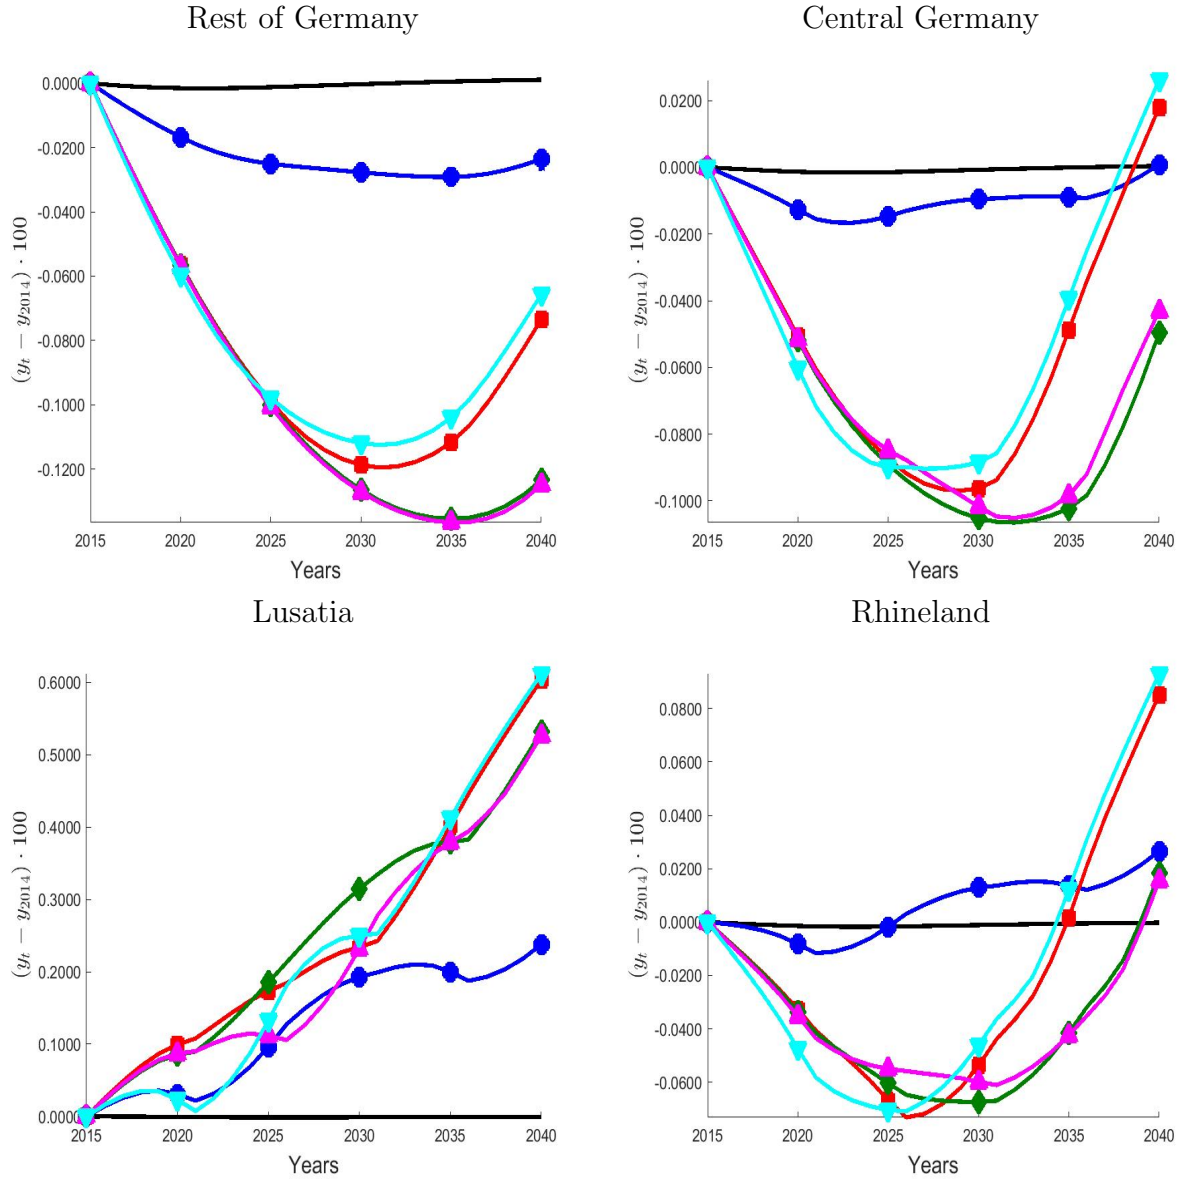 Rest of Germany
0.0000
-0.0200
-0.0400
-0.0600
-0.0800
-0.1000
-0.1200
(y_t − y_2014) · 100
2015 2020 2025 2030 2035 2040
Years
Central Germany
0.0200
0.0000
-0.0200
-0.0400
-0.0600
-0.0800
-0.1000
(y_t − y_2014) · 100
2015 2020 2025 2030 2035 2040
Years
Lusatia
0.6000
0.5000
0.4000
0.3000
0.2000
0.1000
0.0000
(y_t − y_2014) · 100
2015 2020 2025 2030 2035 2040
Years
Rhineland
0.0800
0.0600
0.0400
0.0200
0.0000
-0.0200
-0.0400
-0.0600
(y_t − y_2014) · 100
2015 2020 2025 2030 2035 2040
Years